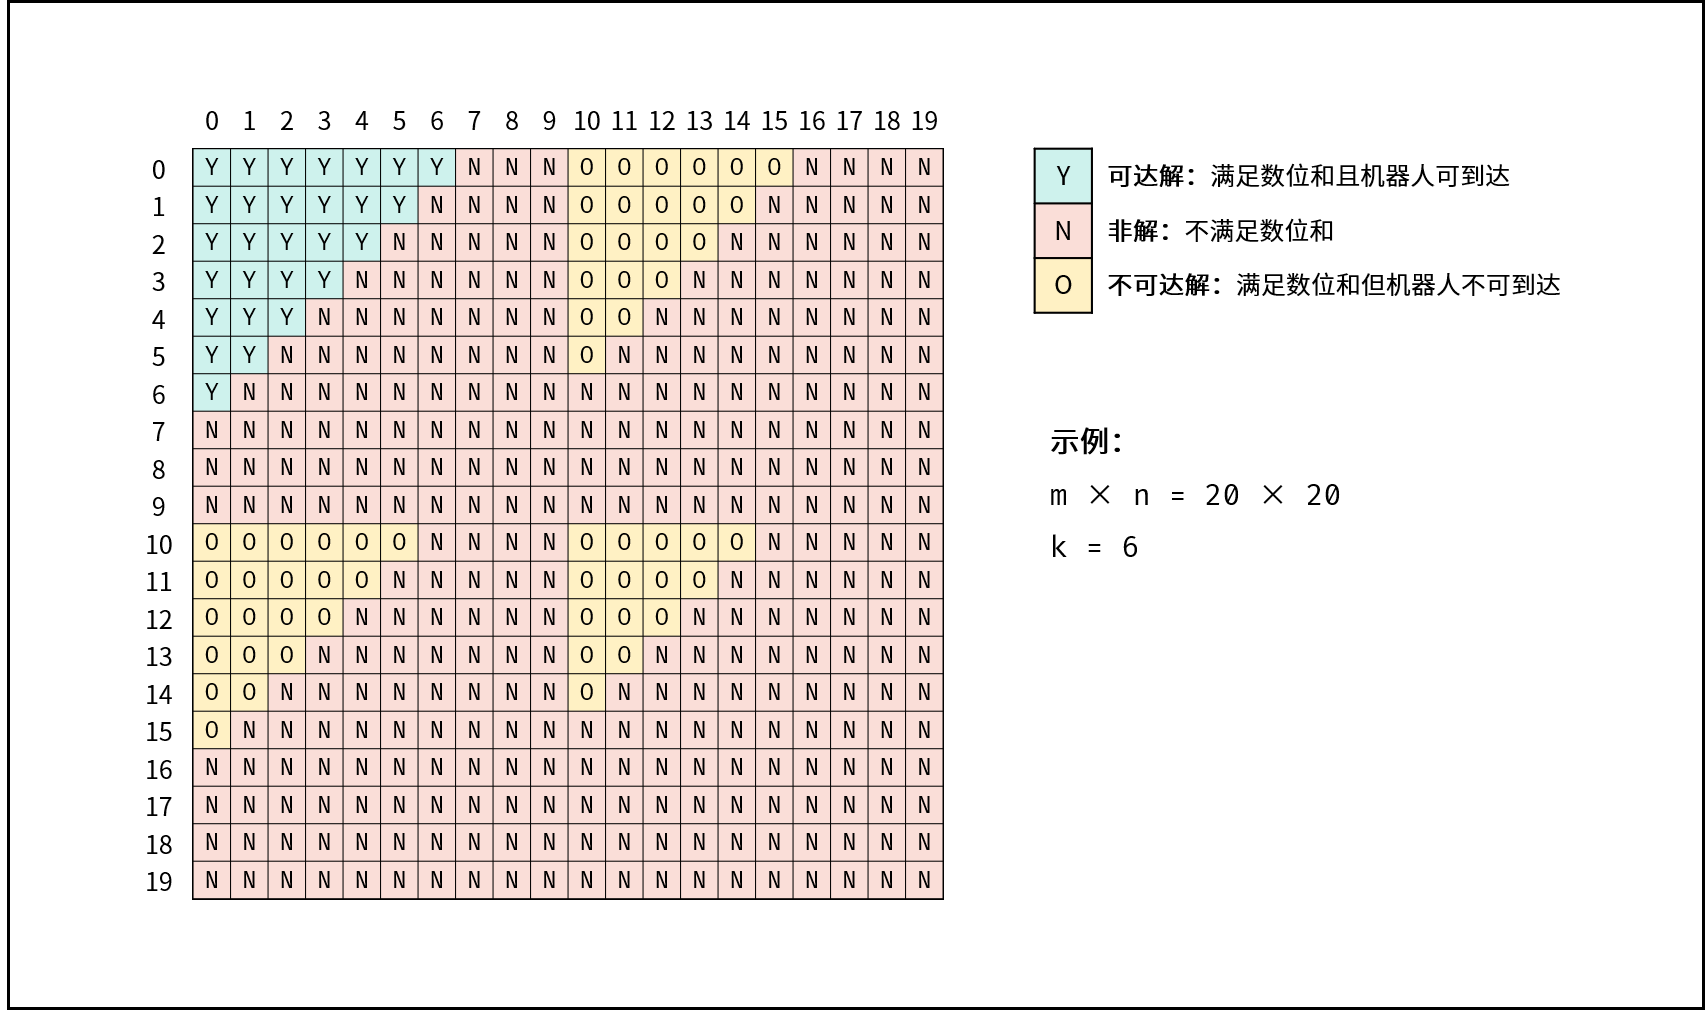 0 1 2 3 4 5 6 7 8 9 10 11 12 13 14 15 16 17 18 19
0 Y Y Y Y Y Y Y N N N O O O O O O N N N N
1 Y Y Y Y Y Y N N N N O O O O O N N N N N
2 Y Y Y Y Y N N N N N O O O O N N N N N N
3 Y Y Y Y N N N N N N O O O N N N N N N N
4 Y Y Y N N N N N N N O O N N N N N N N N
5 Y Y N N N N N N N N O N N N N N N N N N
6 Y N N N N N N N N N N N N N N N N N N N
7 N N N N N N N N N N N N N N N N N N N N
8 N N N N N N N N N N N N N N N N N N N N
9 N N N N N N N N N N N N N N N N N N N N
10 O O O O O O N N N N O O O O O N N N N N
11 O O O O O N N N N N O O O O N N N N N N
12 O O O O N N N N N N O O O N N N N N N N
13 O O O N N N N N N N O O N N N N N N N N
14 O O N N N N N N N N O N N N N N N N N N
15 O N N N N N N N N N N N N N N N N N N N
16 N N N N N N N N N N N N N N N N N N N N
17 N N N N N N N N N N N N N N N N N N N N
18 N N N N N N N N N N N N N N N N N N N N
19 N N N N N N N N N N N N N N N N N N N N
Y 可达解：满足数位和且机器人可到达
N 非解：不满足数位和
O 不可达解：满足数位和但机器人不可到达
示例：
m × n = 20 × 20
k = 6